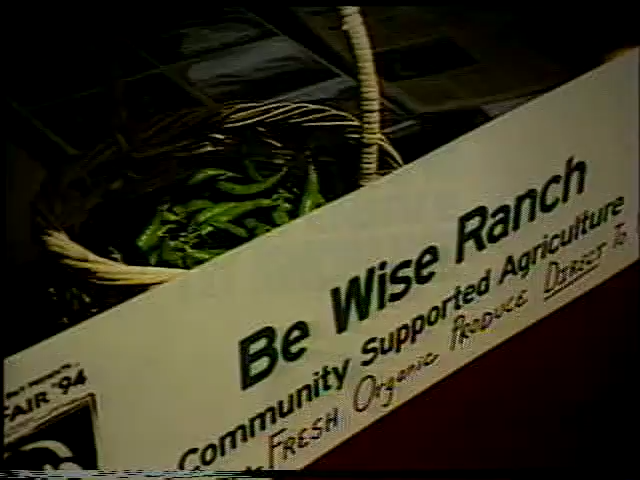 Be Wise Ranch
Community Supported Agriculture
FRESH Organic PRODUCE DIRECT To
FAIR '94